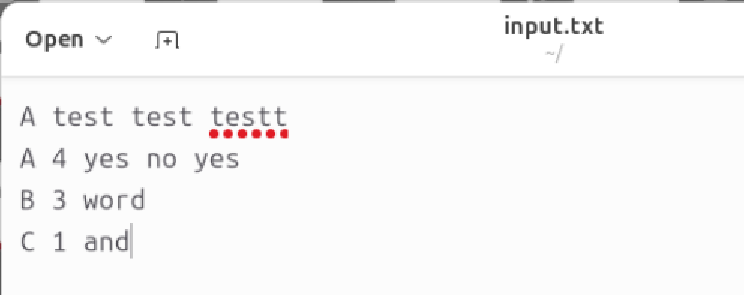 Open
input.txt
~/
A test test testt
A 4 yes no yes
B 3 word
C 1 and